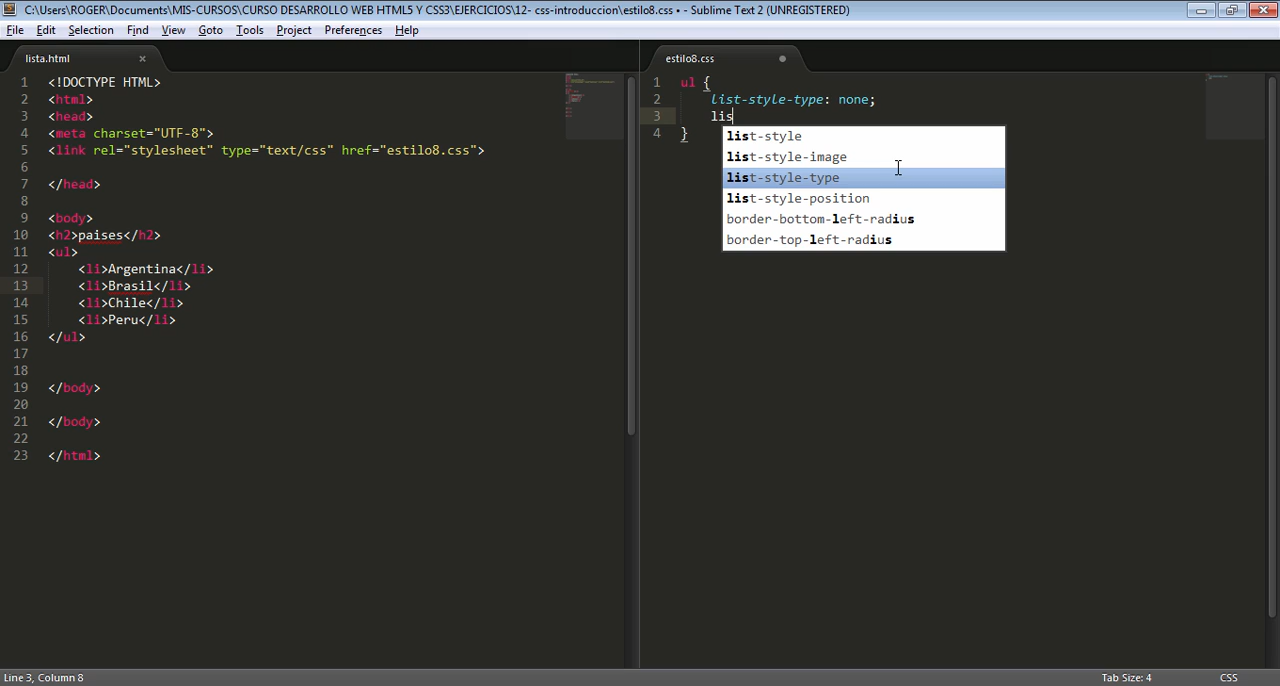 C:\Users\ROGER\Documents\MIS-CURSOS\CURSO DESARROLLO WEB HTML5 Y CSS3\EJERCICIOS\12- css-introduccion\estilo8.css • - Sublime Text 2 (UNREGISTERED)
File Edit Selection Find View Goto Tools Project Preferences Help
lista.html
1 <!DOCTYPE HTML>
2 <html>
3 <head>
4 <meta charset="UTF-8">
5 <link rel="stylesheet" type="text/css" href="estilo8.css">
6
7 </head>
8
9 <body>
10 <h2>paises</h2>
11 <ul>
12 <li>Argentina</li>
13 <li>Brasil</li>
14 <li>Chile</li>
15 <li>Peru</li>
16 </ul>
17
18
19 </body>
20
21 </body>
22
23 </html>
estilo8.css
1 ul {
2 list-style-type: none;
3 lis
4 }
list-style
list-style-image
list-style-type
list-style-position
border-bottom-left-radius
border-top-left-radius
Line 3, Column 8
Tab Size: 4
CSS